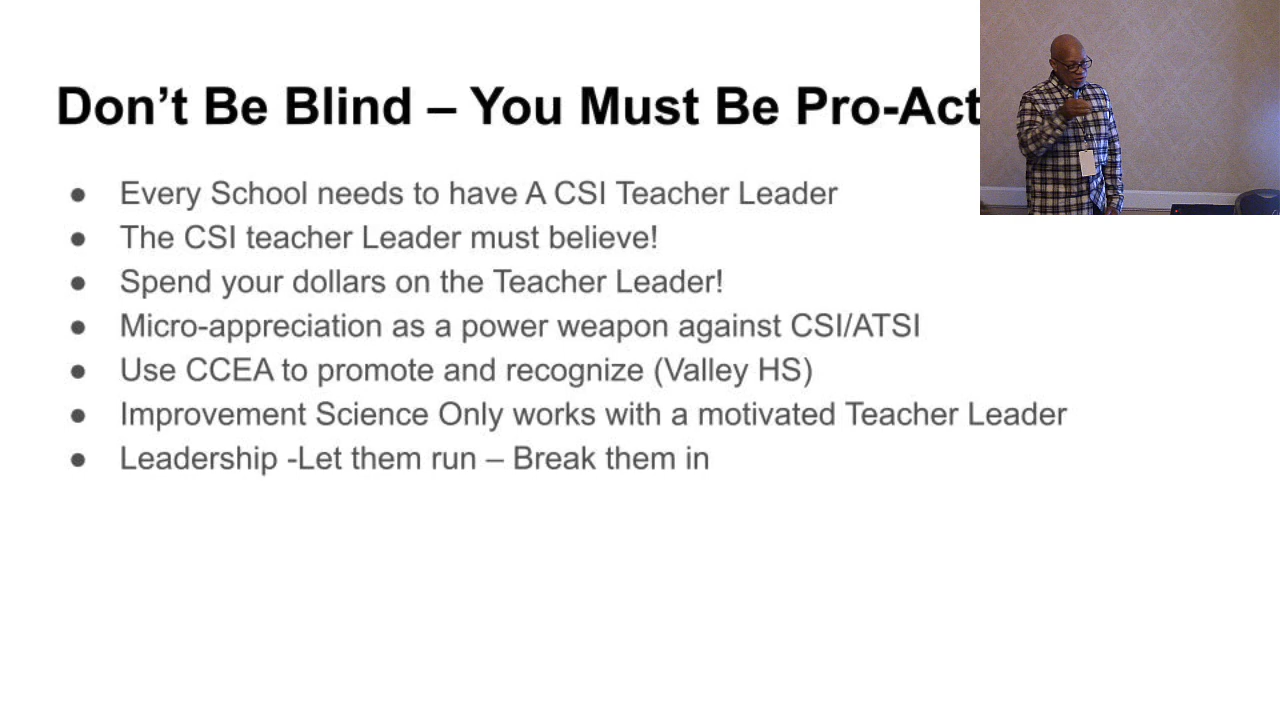 Don’t Be Blind – You Must Be Pro-Act
Every School needs to have A CSI Teacher Leader
The CSI teacher Leader must believe!
Spend your dollars on the Teacher Leader!
Micro-appreciation as a power weapon against CSI/ATSI
Use CCEA to promote and recognize (Valley HS)
Improvement Science Only works with a motivated Teacher Leader
Leadership -Let them run – Break them in